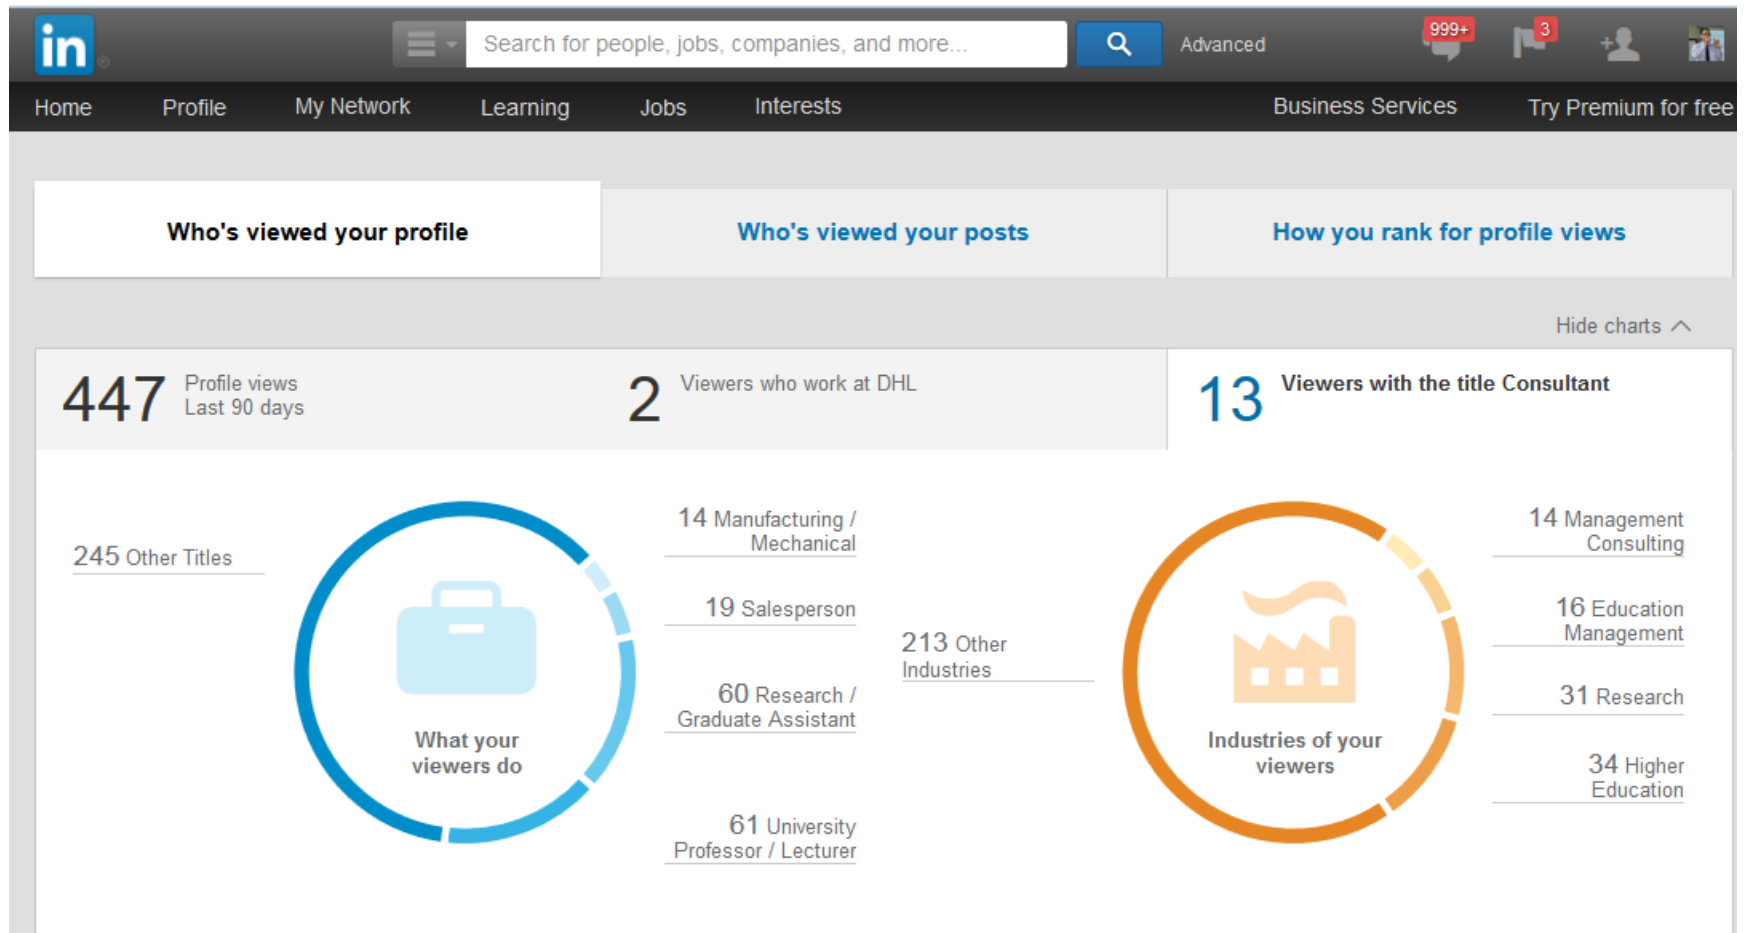 in
Search for people, jobs, companies, and more...
Advanced
999+
3
Home
Profile
My Network
Learning
Jobs
Interests
Business Services
Try Premium for free
Who's viewed your profile
Who's viewed your posts
How you rank for profile views
Hide charts
447 Profile views
Last 90 days
2 Viewers who work at DHL
13 Viewers with the title Consultant
245 Other Titles
What your
viewers do
14 Manufacturing /
Mechanical
19 Salesperson
60 Research /
Graduate Assistant
61 University
Professor / Lecturer
213 Other
Industries
Industries of your
viewers
14 Management
Consulting
16 Education
Management
31 Research
34 Higher
Education